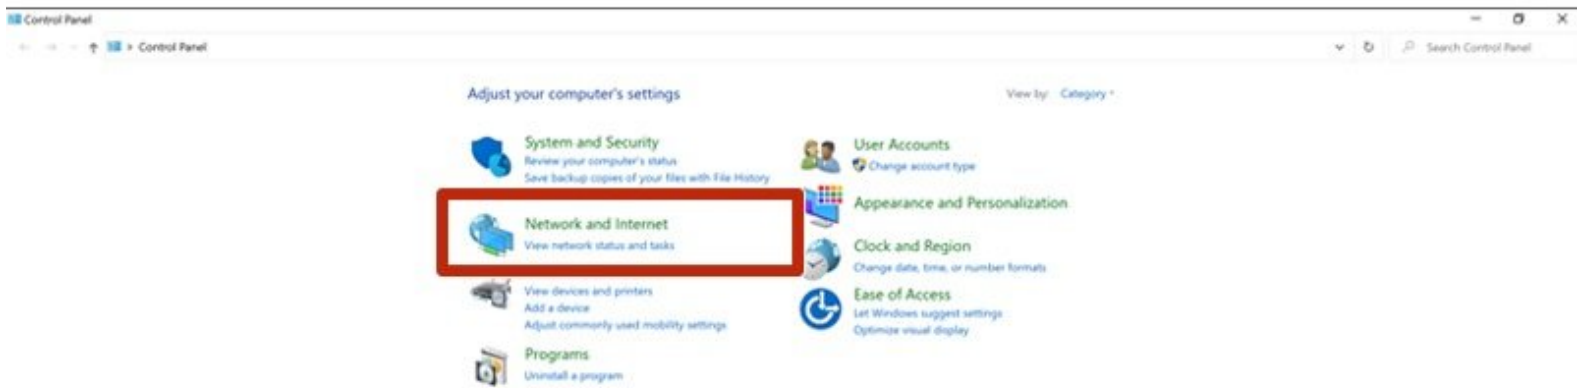 Control Panel
Control Panel
Search Control Panel
Adjust your computer's settings
View by: Category
System and Security
Review your computer's status
Save backup copies of your files with File History
Network and Internet
View network status and tasks
View devices and printers
Add a device
Adjust commonly used mobility settings
Programs
Uninstall a program
User Accounts
Change account type
Appearance and Personalization
Clock and Region
Change date, time, or number formats
Ease of Access
Let Windows suggest settings
Optimize visual display